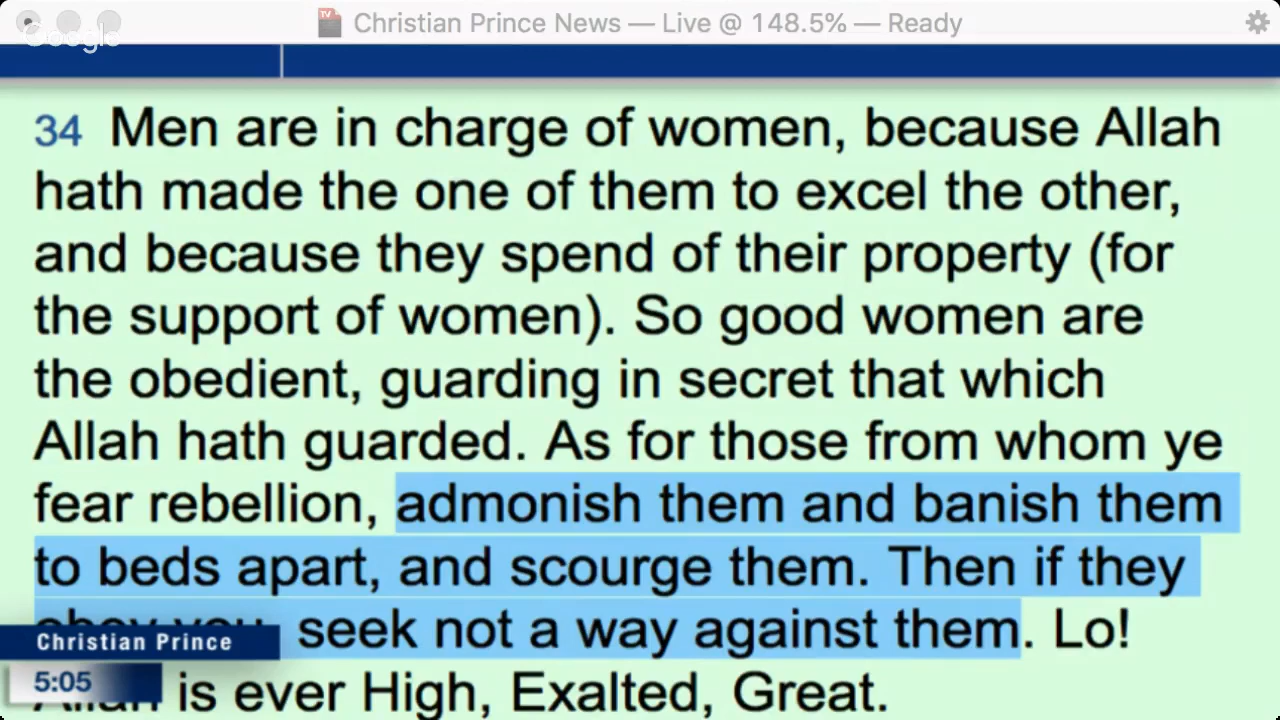 Christian Prince News — Live @ 148.5% — Ready
Google
34 Men are in charge of women, because Allah
hath made the one of them to excel the other,
and because they spend of their property (for
the support of women). So good women are
the obedient, guarding in secret that which
Allah hath guarded. As for those from whom ye
fear rebellion, admonish them and banish them
to beds apart, and scourge them. Then if they
obey you, seek not a way against them. Lo!
Christian Prince
5:05
Allah is ever High, Exalted, Great.